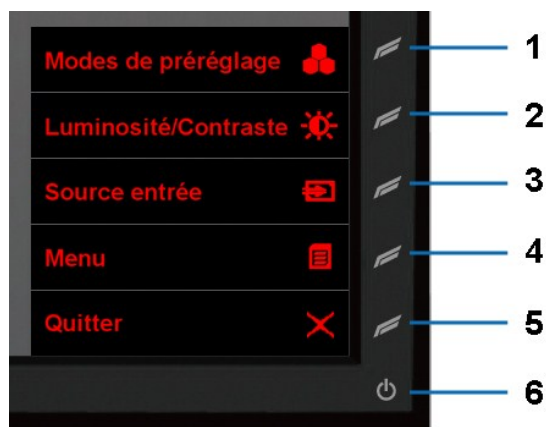 Modes de préréglage 1
Luminosité/Contraste 2
Source entrée 3
Menu 4
Quitter 5
6